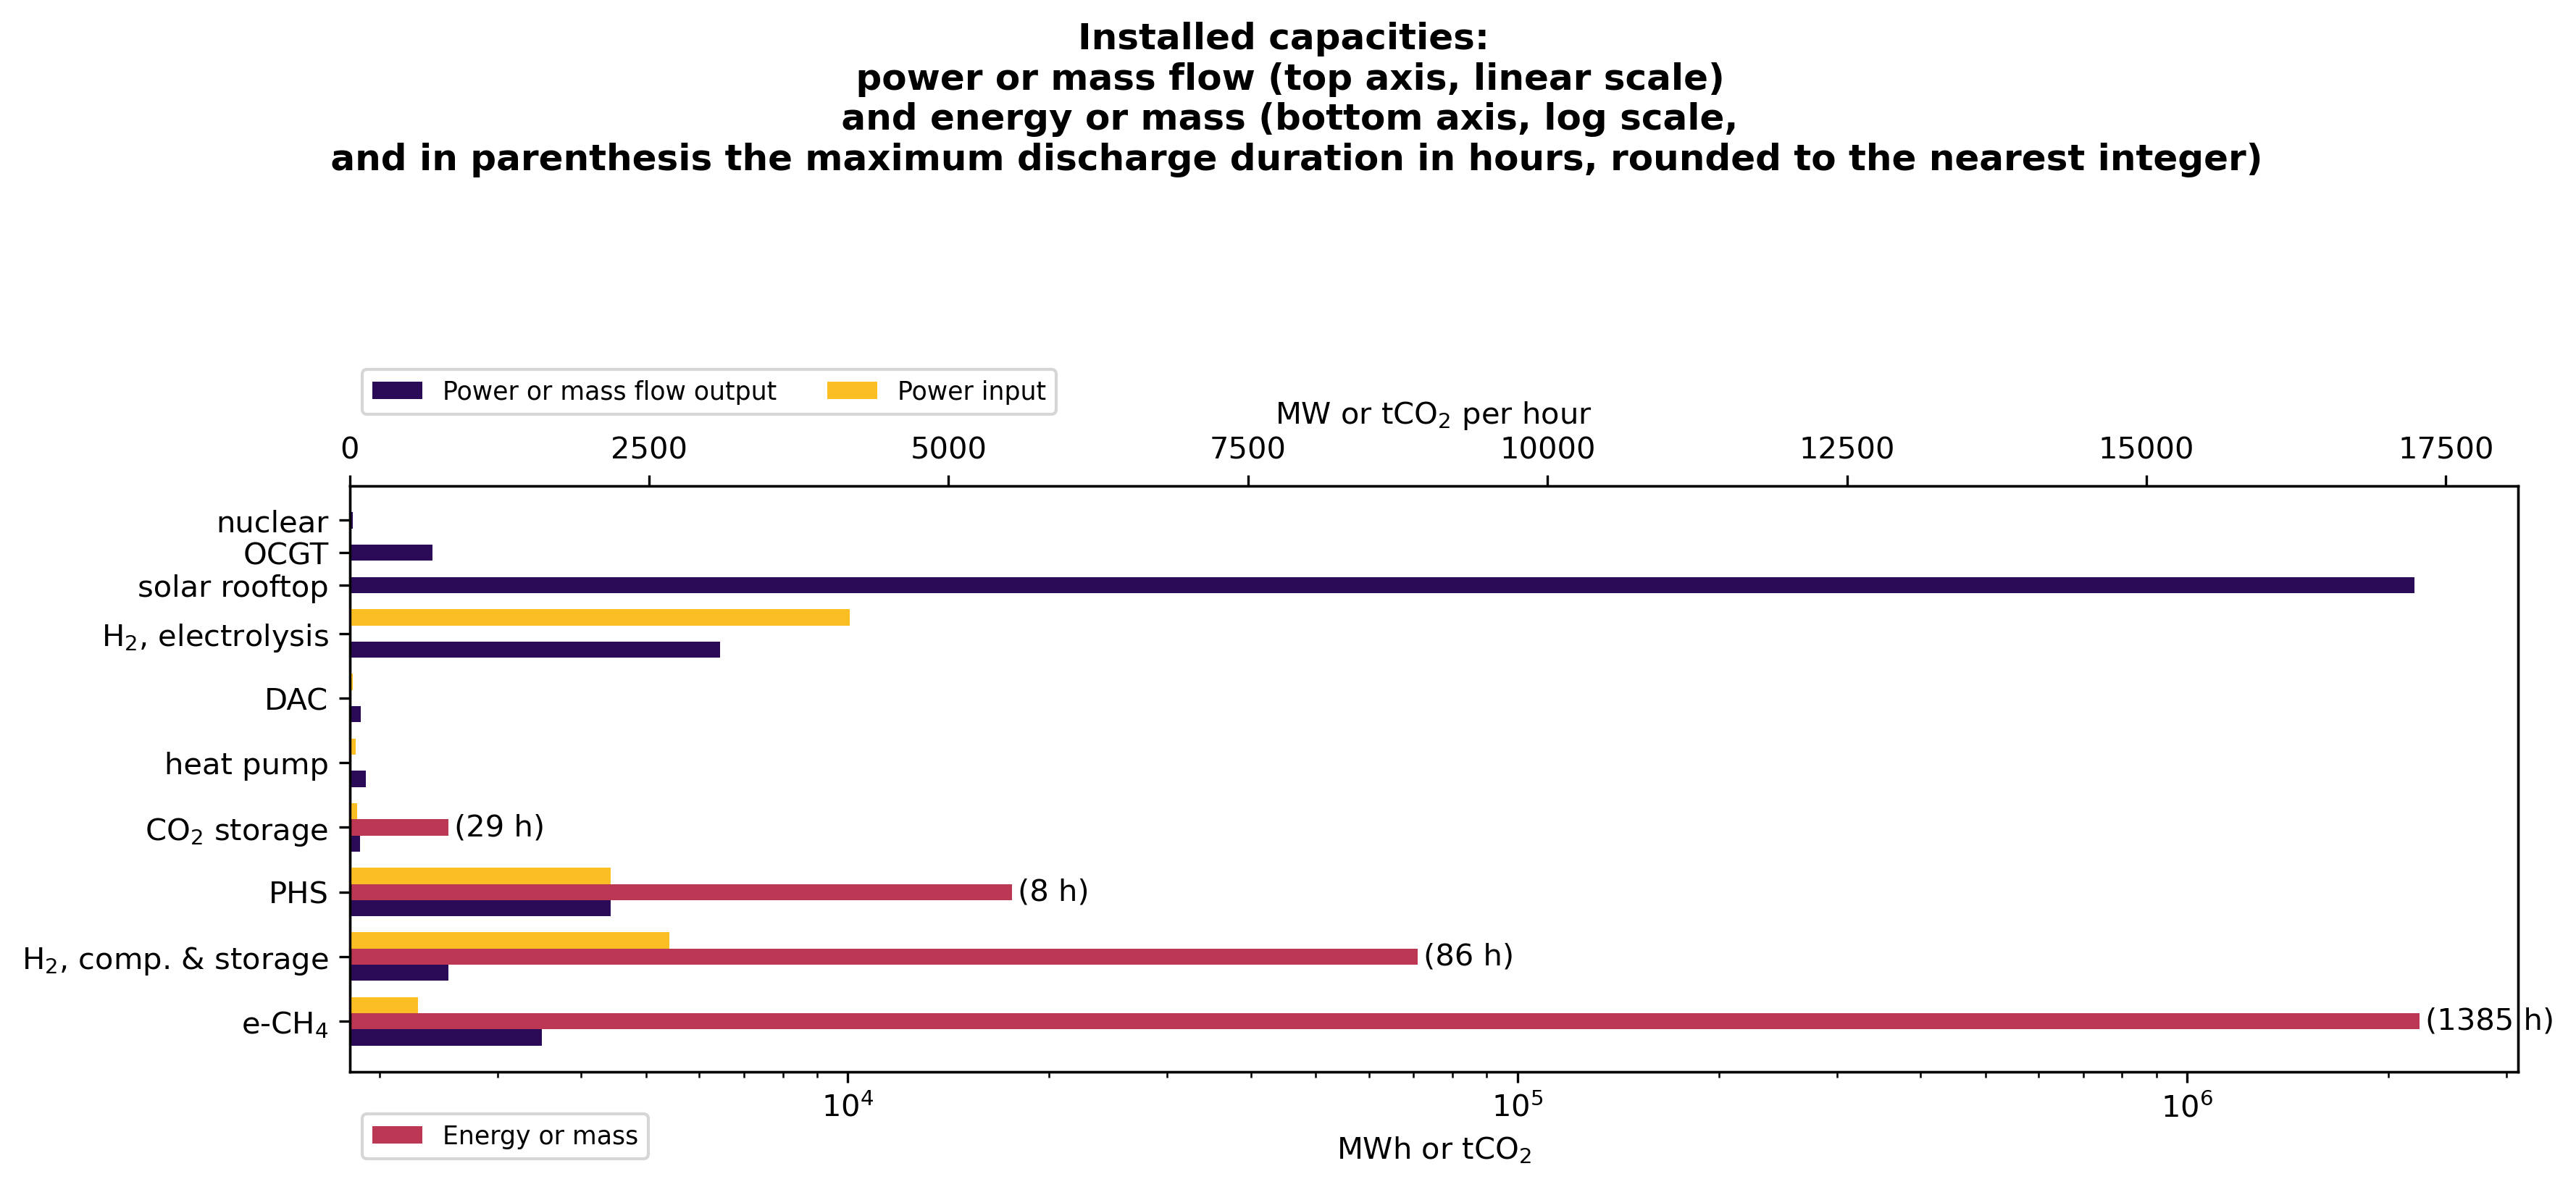 Installed capacities:
power or mass flow (top axis, linear scale)
and energy or mass (bottom axis, log scale,
and in parenthesis the maximum discharge duration in hours, rounded to the nearest integer)
Power or mass flow output Power input
MW or tCO₂ per hour
0 2500 5000 7500 10000 12500 15000 17500
nuclear
OCGT
solar rooftop
H₂, electrolysis
DAC
heat pump
CO₂ storage (29 h)
PHS (8 h)
H₂, comp. & storage (86 h)
e-CH₄ (1385 h)
10⁴ 10⁵ 10⁶
Energy or mass
MWh or tCO₂